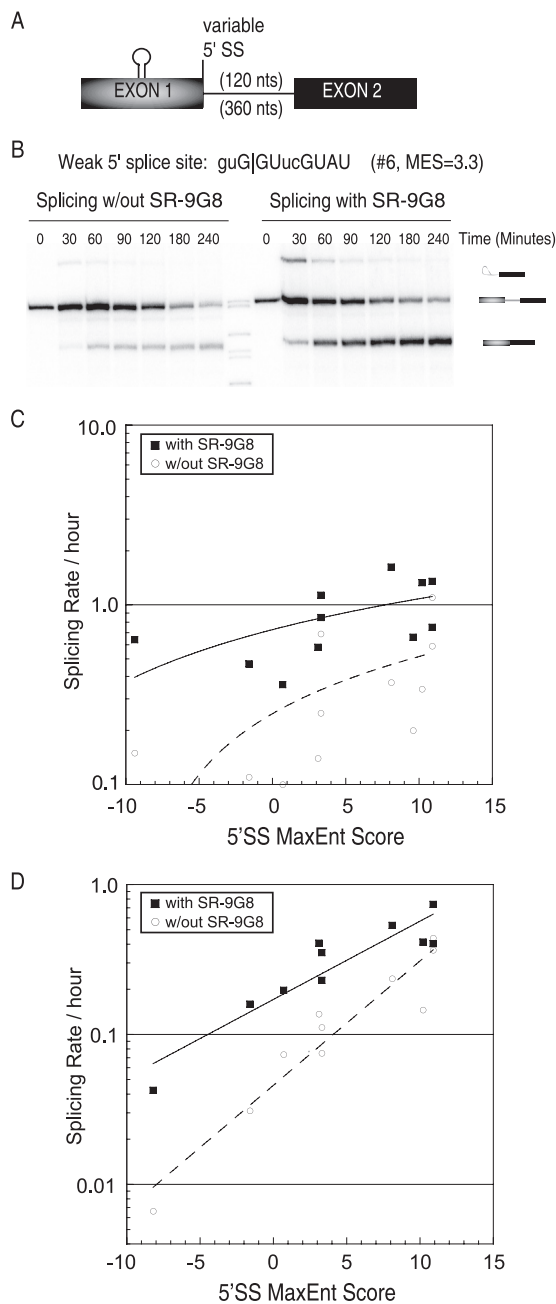 A
variable
5' SS
EXON 1
(120 nts)
(360 nts)
EXON 2
B
Weak 5' splice site: guG|GUucGUAU (#6, MES=3.3)
Splicing w/out SR-9G8
Splicing with SR-9G8
0 30 60 90 120 180 240
0 30 60 90 120 180 240
Time (Minutes)
C
10.0
1.0
0.1
with SR-9G8
w/out SR-9G8
Splicing Rate / hour
-10 -5 0 5 10 15
5'SS MaxEnt Score
D
1.0
0.1
0.01
with SR-9G8
w/out SR-9G8
Splicing Rate / hour
-10 -5 0 5 10 15
5'SS MaxEnt Score